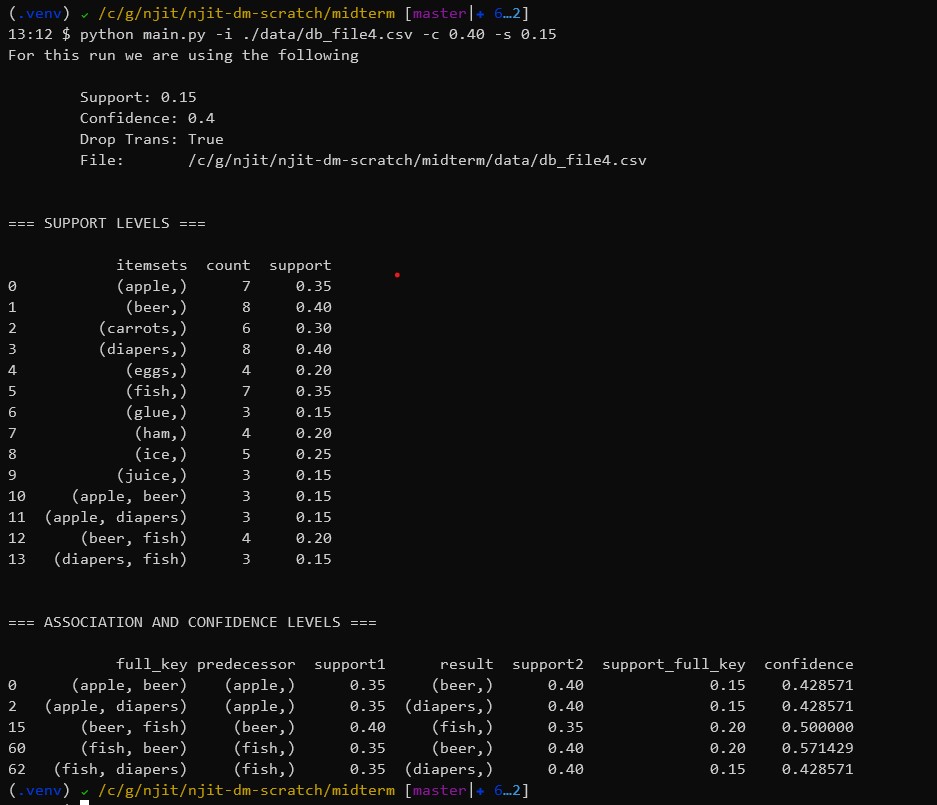 (.venv) ✓ /c/g/njit/njit-dm-scratch/midterm [master|✚ 6…2]
13:12 $ python main.py -i ./data/db_file4.csv -c 0.40 -s 0.15
For this run we are using the following
Support: 0.15
Confidence: 0.4
Drop Trans: True
File: /c/g/njit/njit-dm-scratch/midterm/data/db_file4.csv
=== SUPPORT LEVELS ===
itemsets count support
0 (apple,) 7 0.35
1 (beer,) 8 0.40
2 (carrots,) 6 0.30
3 (diapers,) 8 0.40
4 (eggs,) 4 0.20
5 (fish,) 7 0.35
6 (glue,) 3 0.15
7 (ham,) 4 0.20
8 (ice,) 5 0.25
9 (juice,) 3 0.15
10 (apple, beer) 3 0.15
11 (apple, diapers) 3 0.15
12 (beer, fish) 4 0.20
13 (diapers, fish) 3 0.15
=== ASSOCIATION AND CONFIDENCE LEVELS ===
full_key predecessor support1 result support2 support_full_key confidence
0 (apple, beer) (apple,) 0.35 (beer,) 0.40 0.15 0.428571
2 (apple, diapers) (apple,) 0.35 (diapers,) 0.40 0.15 0.428571
15 (beer, fish) (beer,) 0.40 (fish,) 0.35 0.20 0.500000
60 (fish, beer) (fish,) 0.35 (beer,) 0.40 0.20 0.571429
62 (fish, diapers) (fish,) 0.35 (diapers,) 0.40 0.15 0.428571
(.venv) ✓ /c/g/njit/njit-dm-scratch/midterm [master|✚ 6…2]